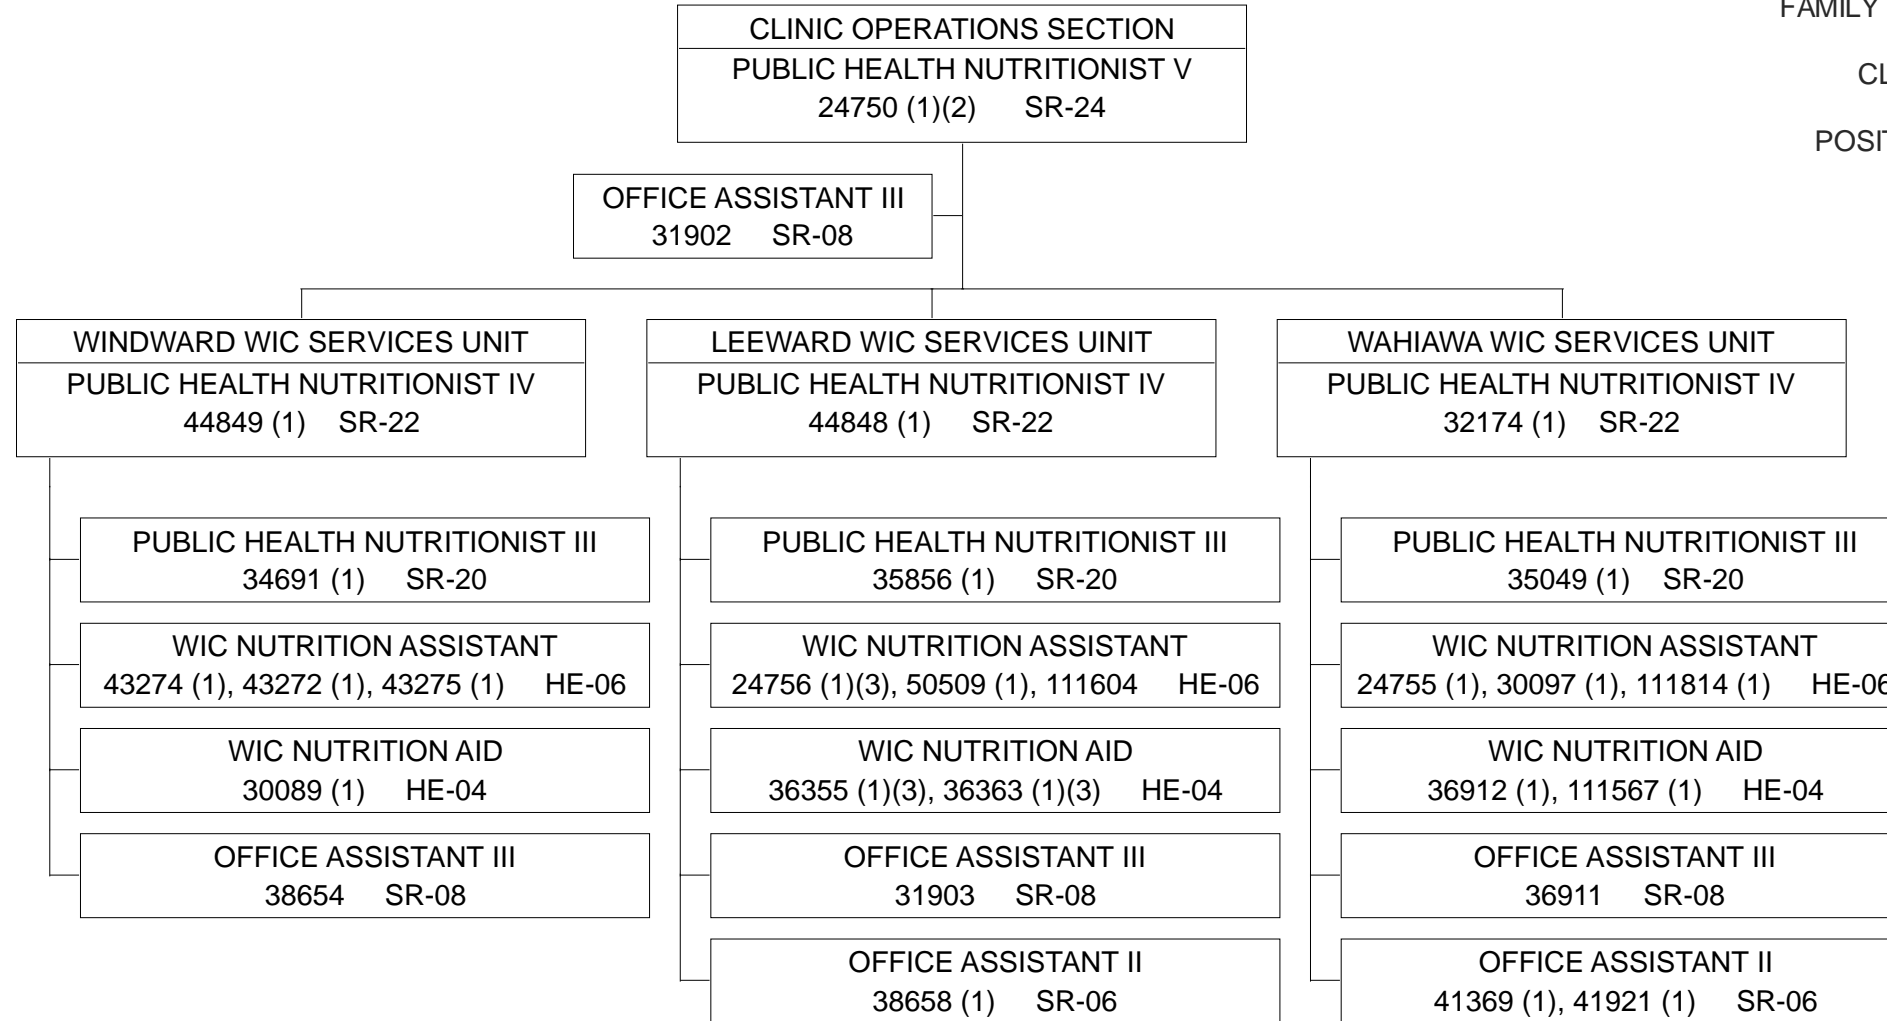 FAMILY
CLINIC OPERATIONS SECTION
PUBLIC HEALTH NUTRITIONIST V
24750 (1)(2) SR-24
OFFICE ASSISTANT III
31902 SR-08
WINDWARD WIC SERVICES UNIT
PUBLIC HEALTH NUTRITIONIST IV
44849 (1) SR-22
PUBLIC HEALTH NUTRITIONIST III
34691 (1) SR-20
WIC NUTRITION ASSISTANT
43274 (1), 43272 (1), 43275 (1) HE-06
WIC NUTRITION AID
30089 (1) HE-04
OFFICE ASSISTANT III
38654 SR-08
LEEWARD WIC SERVICES UINIT
PUBLIC HEALTH NUTRITIONIST IV
44848 (1) SR-22
PUBLIC HEALTH NUTRITIONIST III
35856 (1) SR-20
WIC NUTRITION ASSISTANT
24756 (1)(3), 50509 (1), 111604 HE-06
WIC NUTRITION AID
36355 (1)(3), 36363 (1)(3) HE-04
OFFICE ASSISTANT III
31903 SR-08
OFFICE ASSISTANT II
38658 (1) SR-06
WAHIAWA WIC SERVICES UNIT
PUBLIC HEALTH NUTRITIONIST IV
32174 (1) SR-22
PUBLIC HEALTH NUTRITIONIST III
35049 (1) SR-20
WIC NUTRITION ASSISTANT
24755 (1), 30097 (1), 111814 (1) HE-06
WIC NUTRITION AID
36912 (1), 111567 (1) HE-04
OFFICE ASSISTANT III
36911 SR-08
OFFICE ASSISTANT II
41369 (1), 41921 (1) SR-06